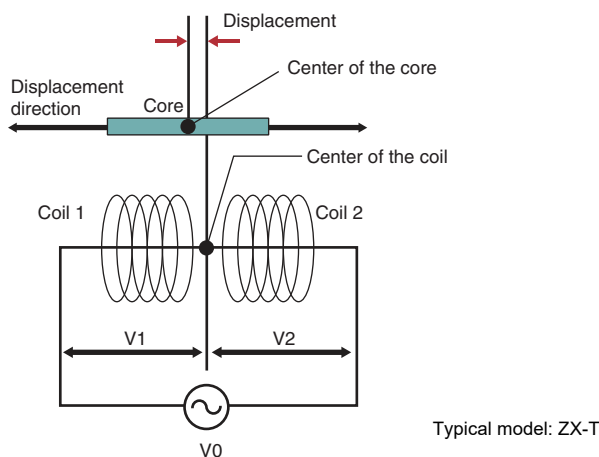 Displacement
Center of the core
Displacement
direction
Core
Center of the coil
Coil 1
Coil 2
V1
V2
V0
Typical model: ZX-T